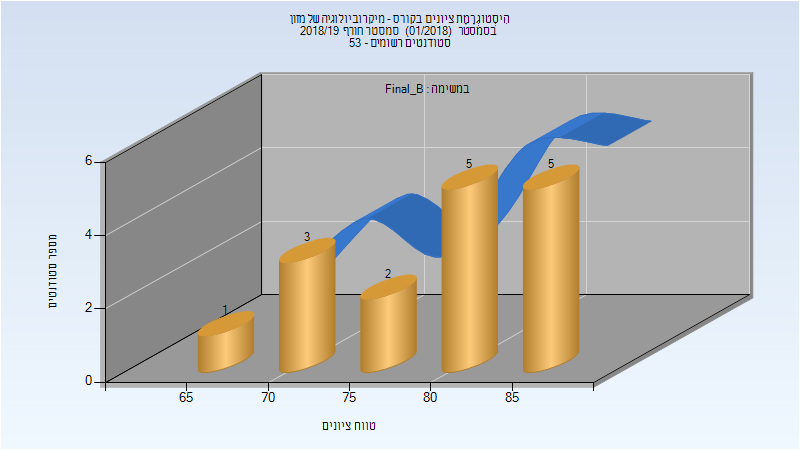 היסטוגרמת ציונים בקורס - מיקרוביולוגיה של מזון
בסמסטר (01/2018) סמסטר חורף 2018/19
סטודנטים רשומים - 53
במשימה : Final_B
6
4
2
0
מספר סטודנטים
1
3
2
5
5
65
70
75
80
85
טווח ציונים